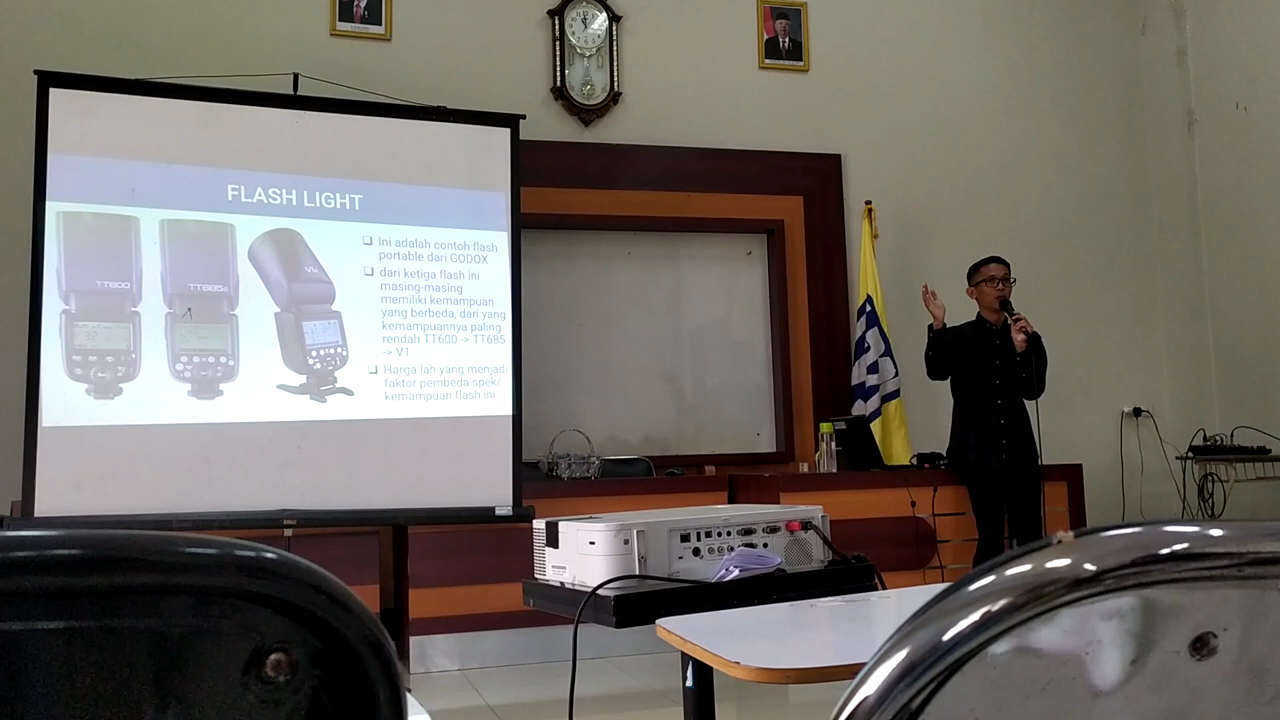 FLASH LIGHT
TT600
TT685
V1
Ini adalah contoh flash
portable dari GODOX
dari ketiga flash ini
masing-masing
memiliki kemampuan
yang berbeda, dari yang
kemampuannya paling
rendah TT600 -> TT685
-> V1
Harga lah yang menjadi
faktor pembeda spek/
kemampuan flash ini